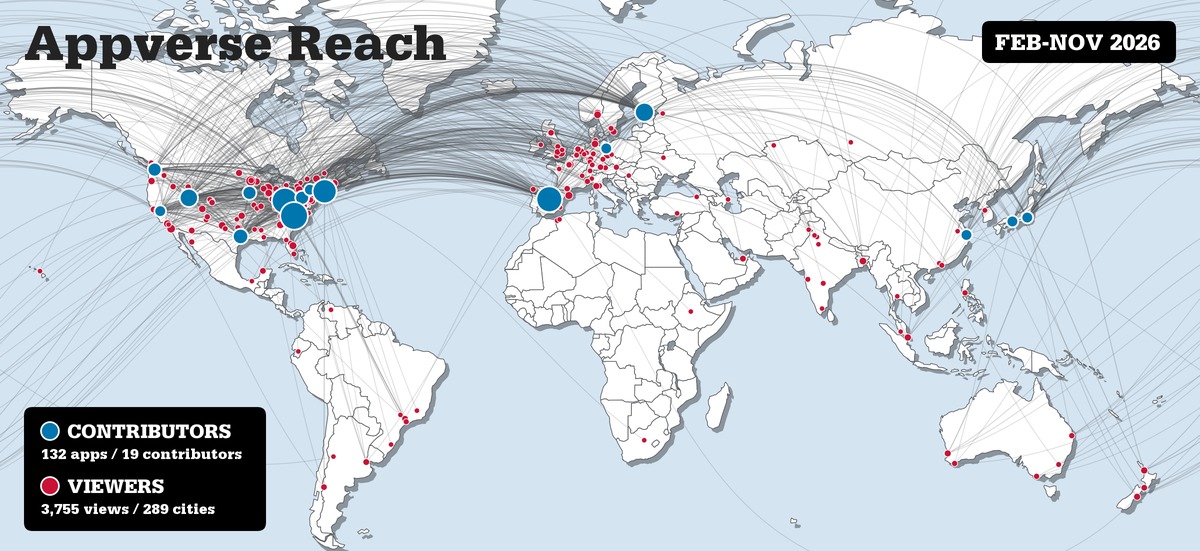 Appverse Reach
FEB-NOV 2026
CONTRIBUTORS
132 apps / 19 contributors
VIEWERS
3,755 views / 289 cities